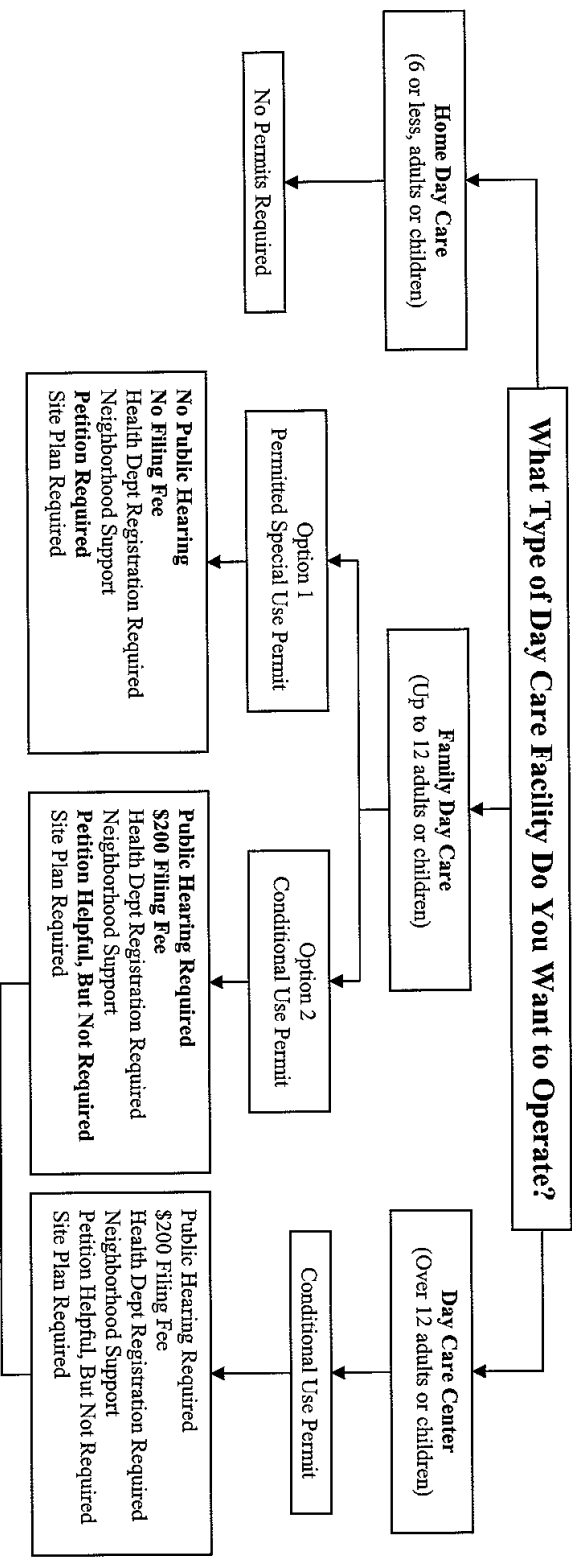 What Type of Day Care Facility Do You Want to Operate?
Home Day Care
(6 or less, adults or children)
No Permits Required
Family Day Care
(Up to 12 adults or children)
Option 1
Permitted Special Use Permit
No Public Hearing
No Filing Fee
Health Dept Registration Required
Neighborhood Support
Petition Required
Site Plan Required
Option 2
Conditional Use Permit
Public Hearing Required
$200 Filing Fee
Health Dept Registration Required
Neighborhood Support
Petition Helpful, But Not Required
Site Plan Required
Day Care Center
(Over 12 adults or children)
Conditional Use Permit
Public Hearing Required
$200 Filing Fee
Health Dept Registration Required
Neighborhood Support
Petition Helpful, But Not Required
Site Plan Required